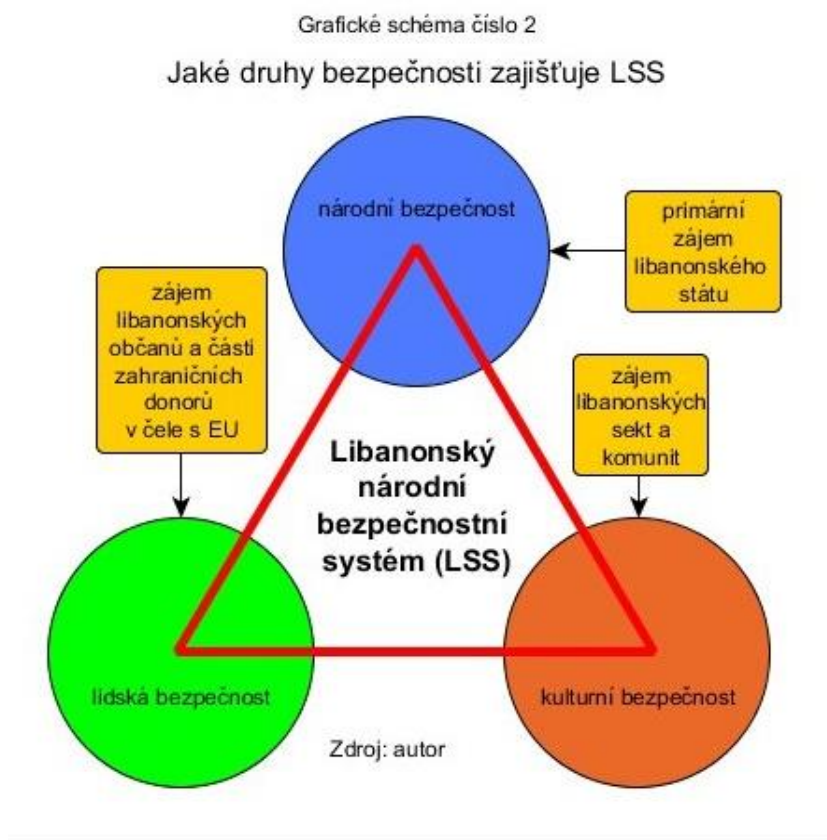 Grafické schéma číslo 2
Jaké druhy bezpečnosti zajišťuje LSS
národní bezpečnost
primární
zájem
libanonského
státu
zájem
libanonských
občanů a části
zahraničních
donorů
v čele s EU
zájem
libanonských
sekt a
komunit
Libanonský
národní
bezpečnostní
systém (LSS)
lidská bezpečnost
kulturní bezpečnost
Zdroj: autor